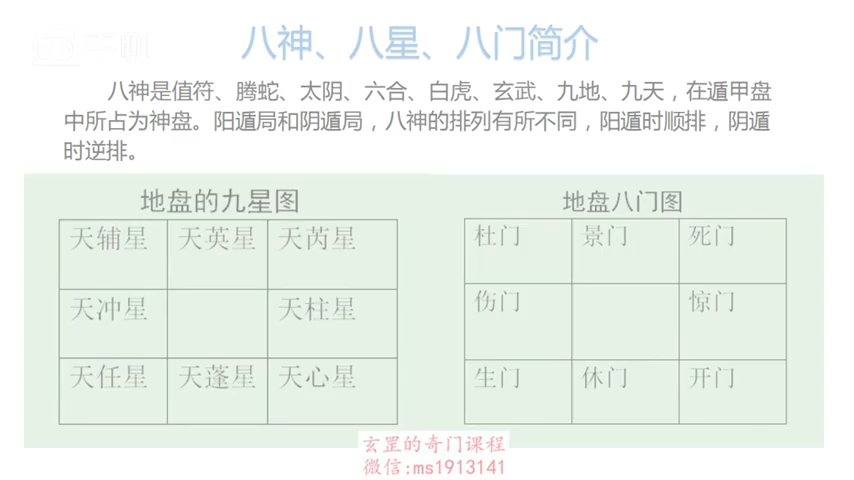 千聊
八神、八星、八门简介
八神是值符、腾蛇、太阴、六合、白虎、玄武、九地、九天，在遁甲盘
中所占为神盘。阳遁局和阴遁局，八神的排列有所不同，阳遁时顺排，阴遁
时逆排。
地盘的九星图
天辅星 天英星 天芮星
天冲星 天柱星
天任星 天蓬星 天心星
地盘八门图
杜门 景门 死门
伤门 惊门
生门 休门 开门
玄罡的奇门课程
微信:ms1913141